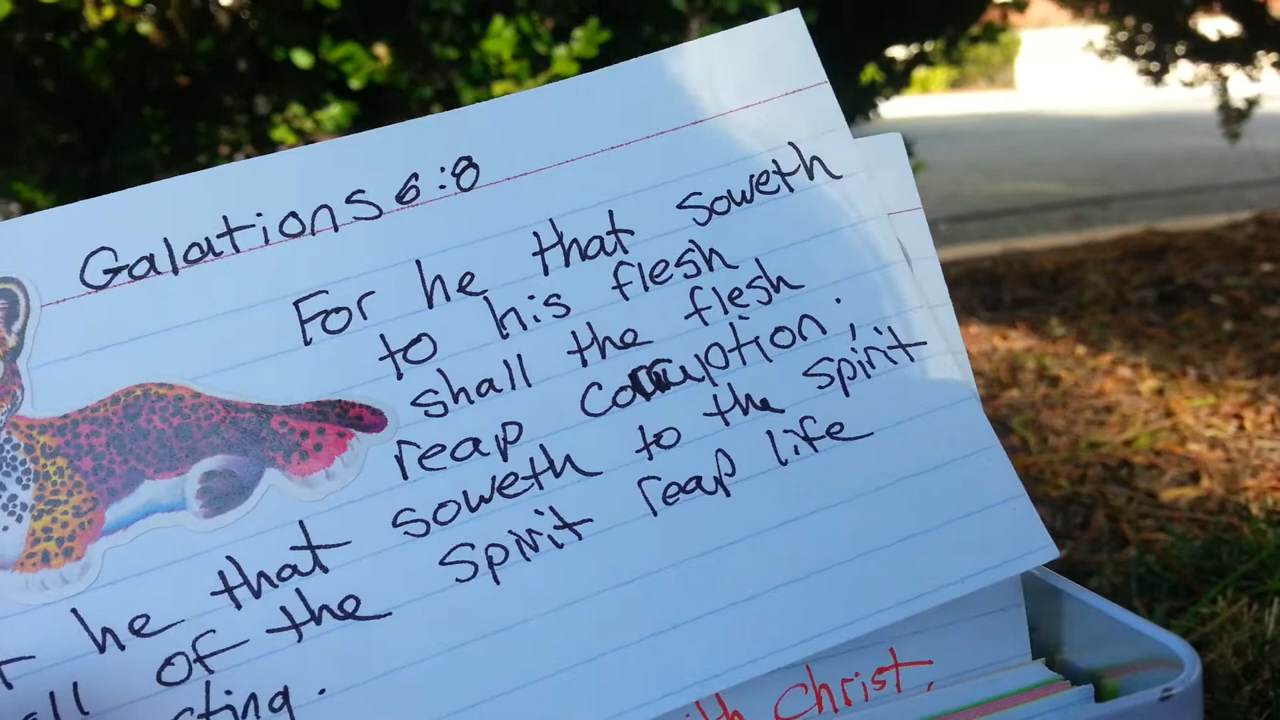 Galations 6:8
For he that soweth
to his flesh
shall the flesh
reap corruption;
he that soweth to the spirit
of the spirit reap life
Christ,